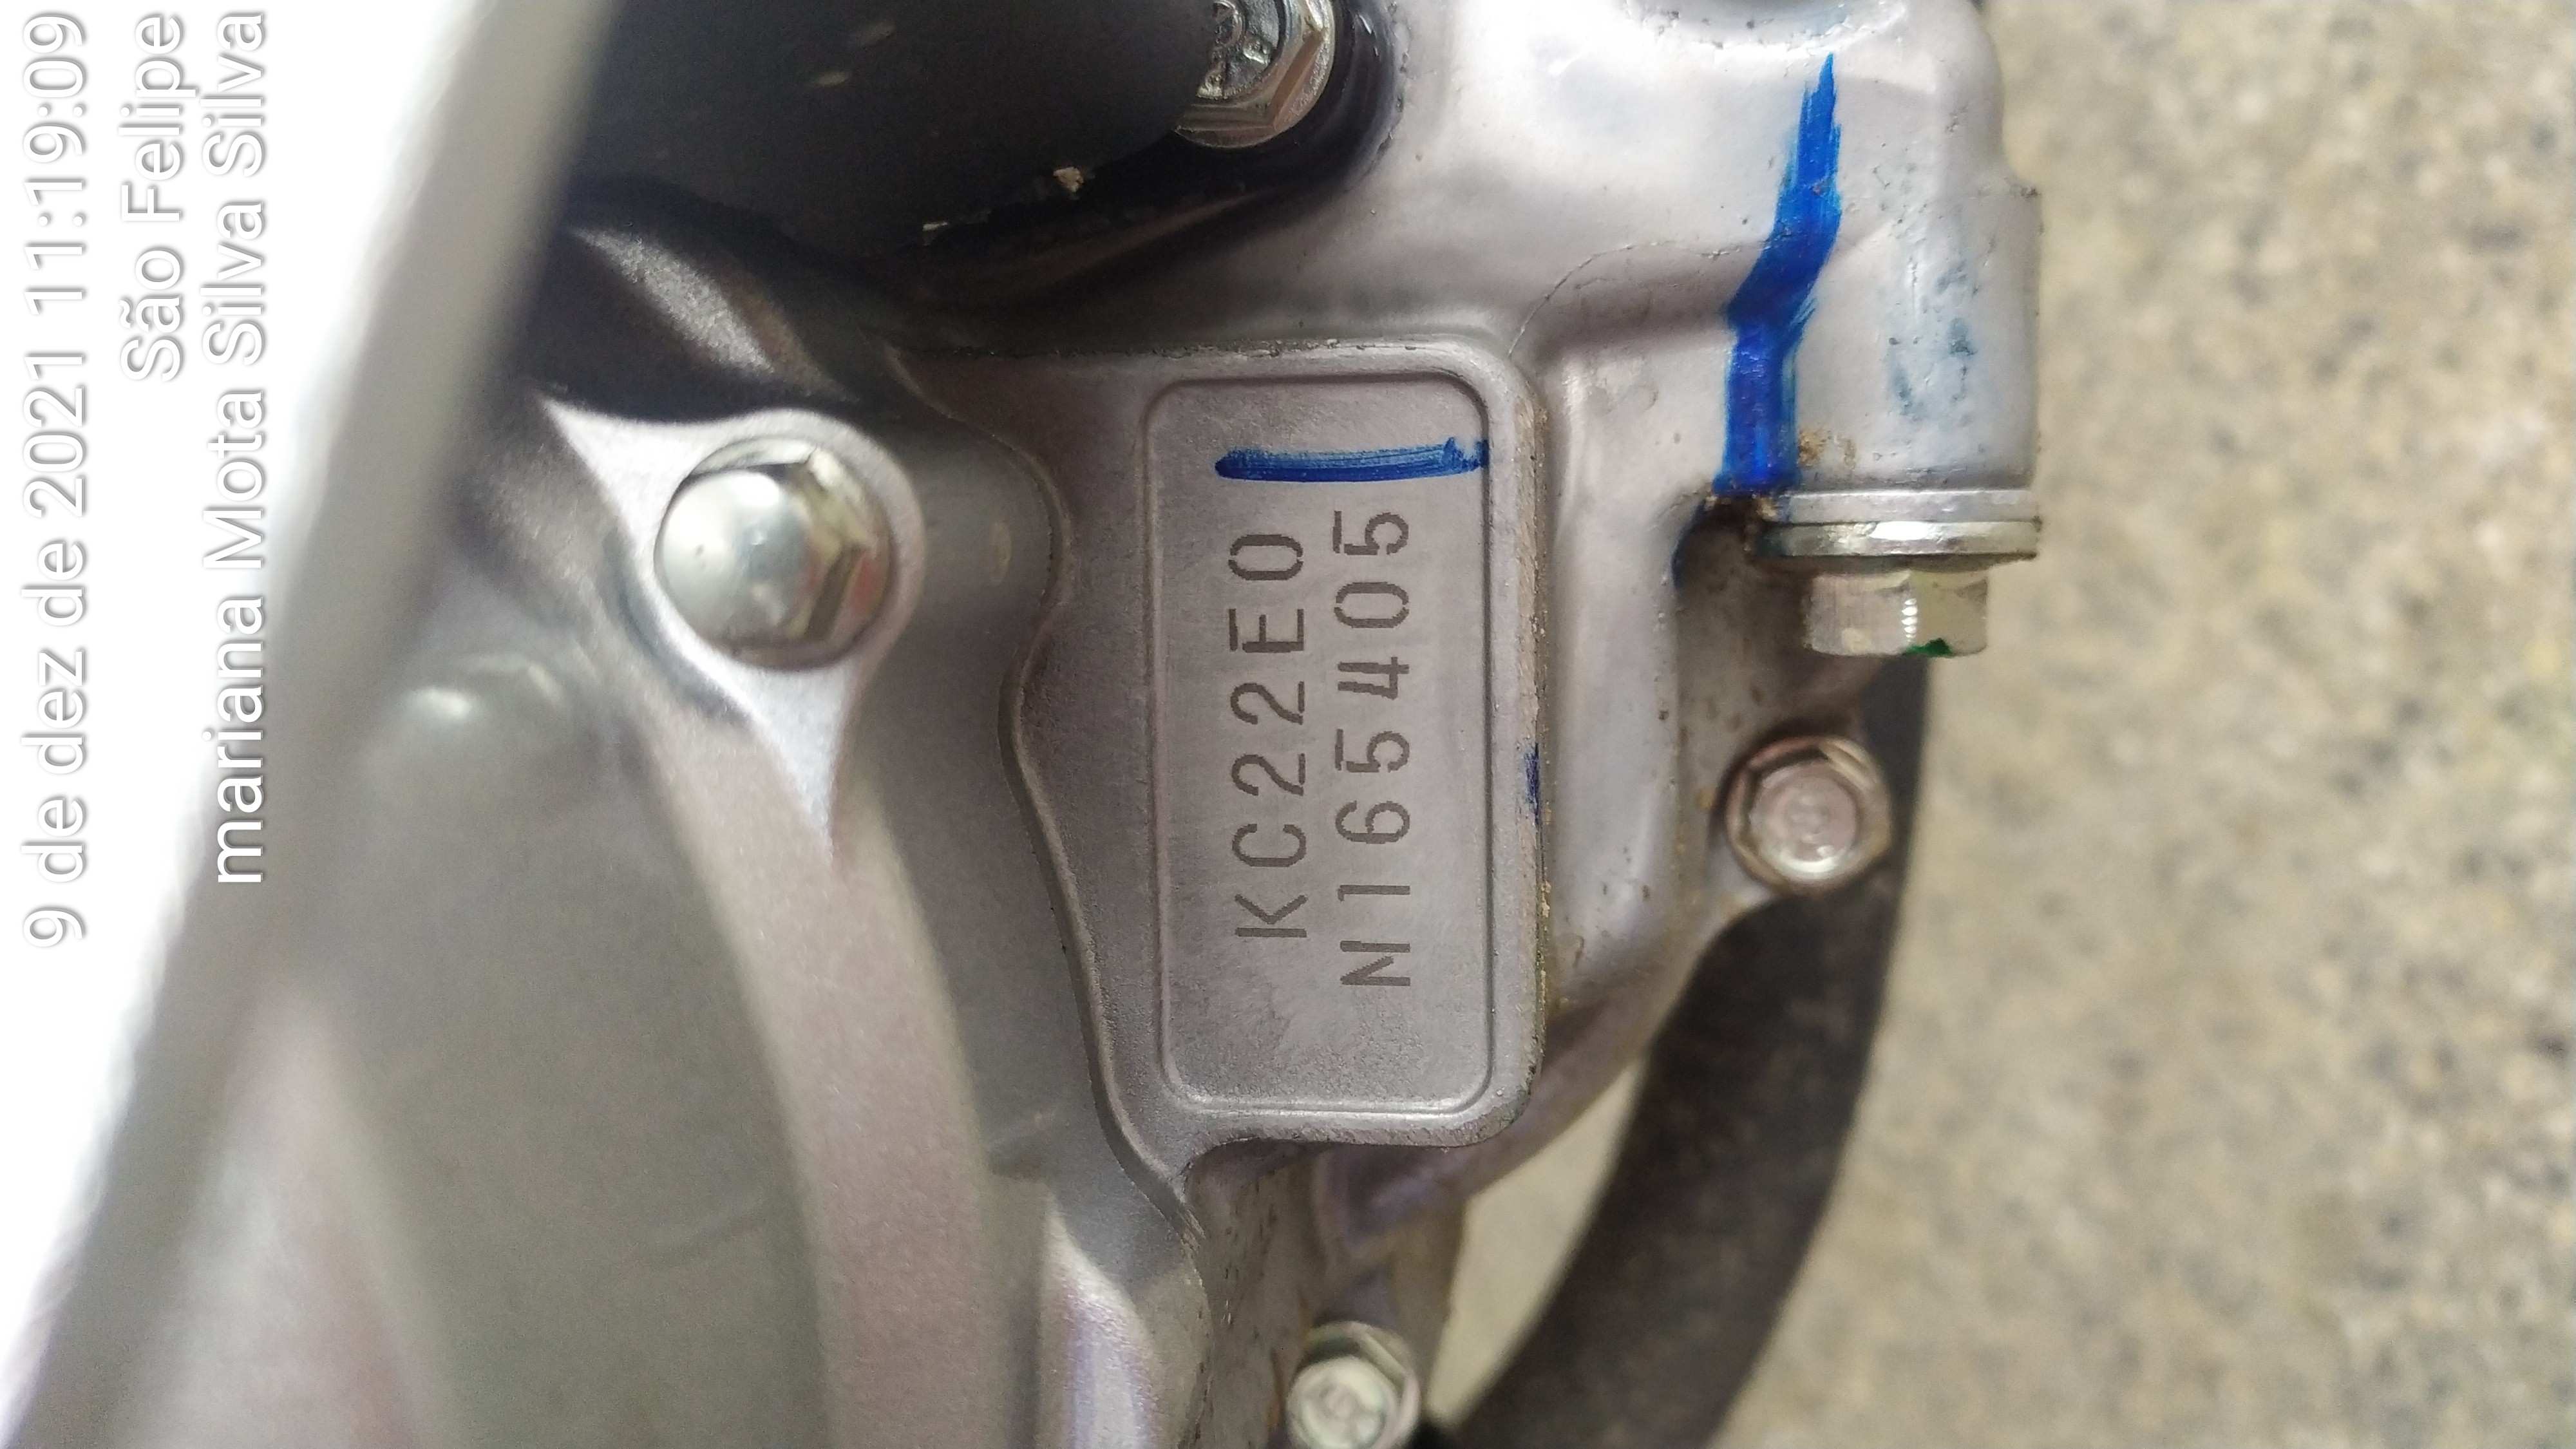 9 de dez de 2021 11:19:09
São Felipe
mariana Mota Silva Silva
KC22E0
N165405